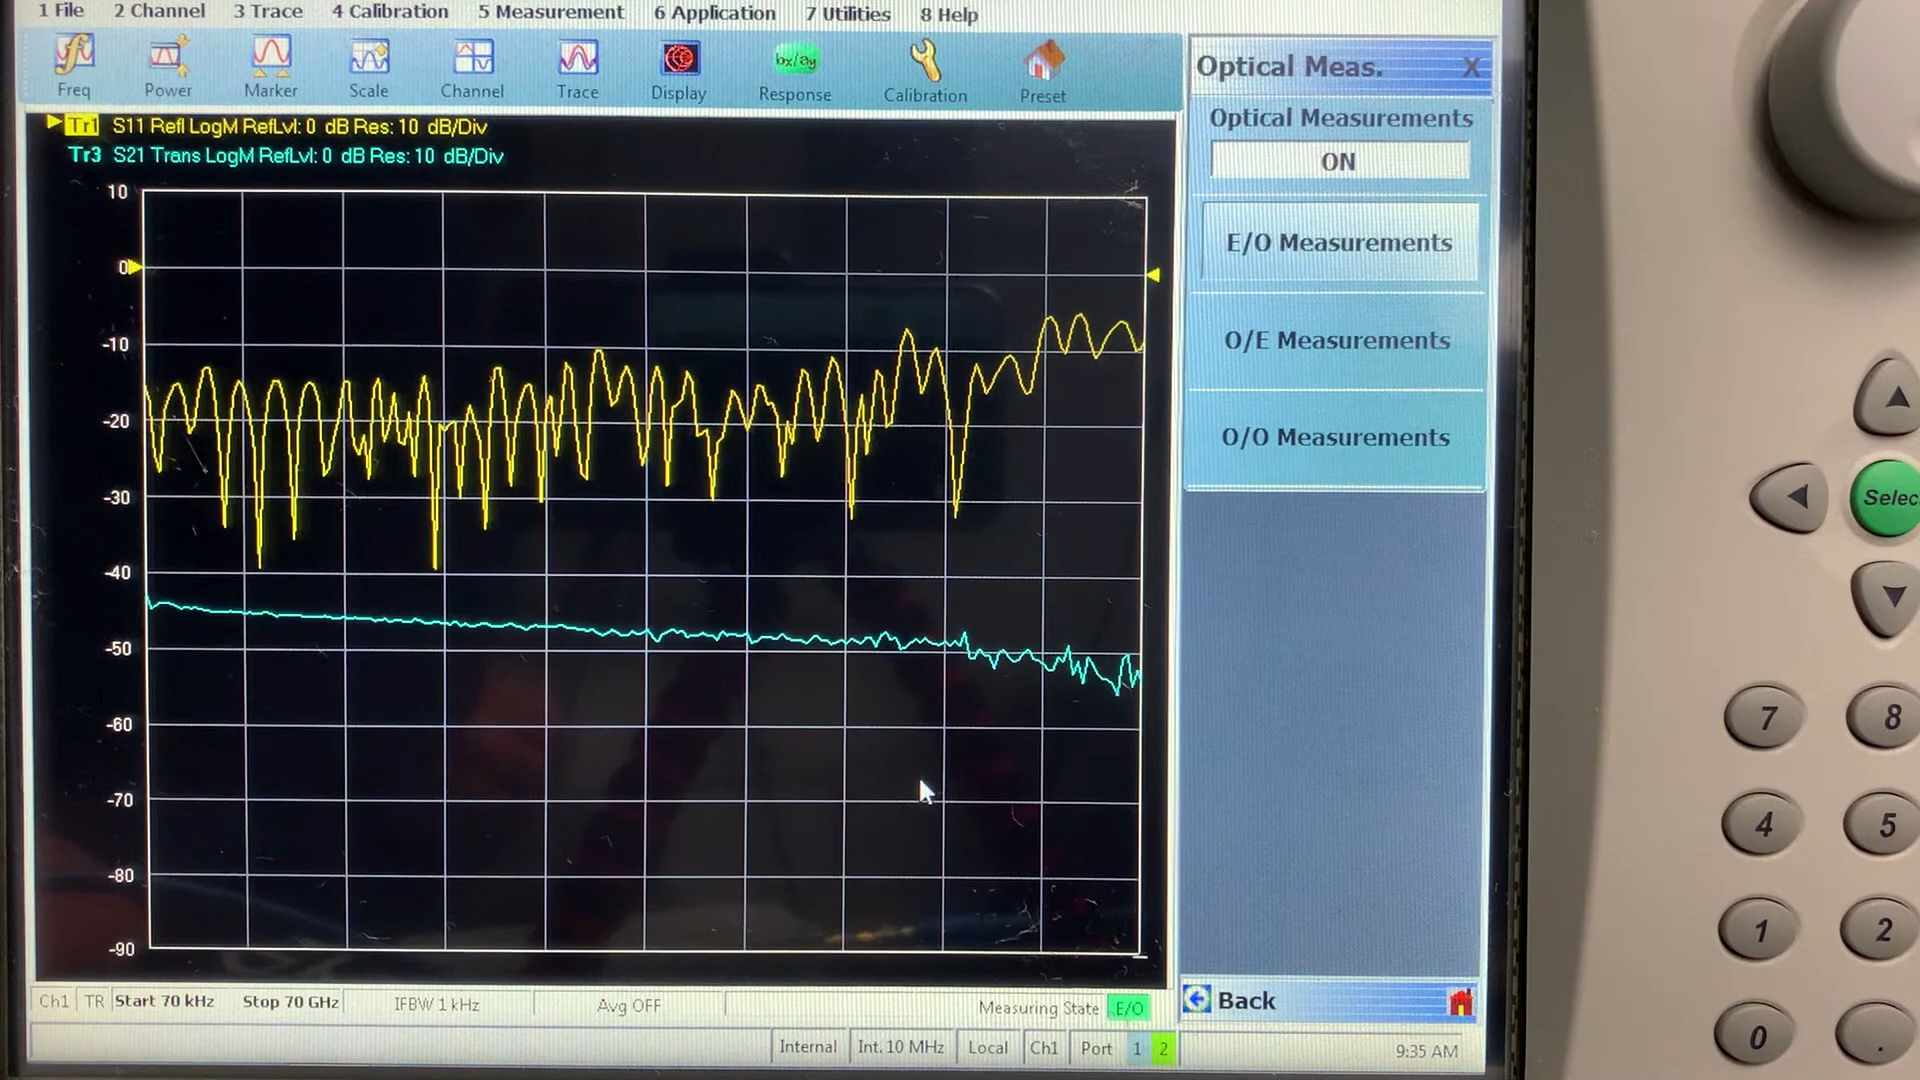 1 File 2 Channel 3 Trace 4 Calibration 5 Measurement 6 Application 7 Utilities 8 Help
Freq Power Marker Scale Channel Trace Display bx/ay Response Calibration Preset
Tr1 S11 Refl LogM RefLvl: 0 dB Res: 10 dB/Div
Tr3 S21 Trans LogM RefLvl: 0 dB Res: 10 dB/Div
10
0
-10
-20
-30
-40
-50
-60
-70
-80
-90
Ch1 TR Start 70 kHz Stop 70 GHz IFBW 1 kHz Avg OFF Measuring State E/O
Internal Int. 10 MHz Local Ch1 Port 1 2 9:35 AM
Optical Meas. X
Optical Measurements
ON
E/O Measurements
O/E Measurements
O/O Measurements
Back
Selec
7 8
4 5
1 2
0 .